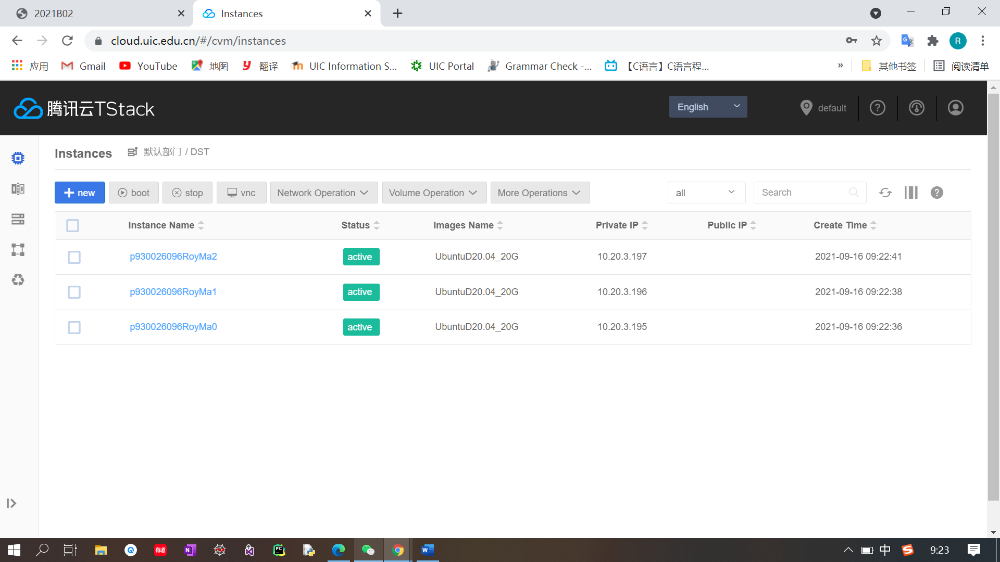 2021B02
Instances
cloud.uic.edu.cn/#/cvm/instances
R
应用
Gmail
YouTube
地图
翻译
UIC Information S...
UIC Portal
Grammar Check -...
【C语言】C语言程...
»
其他书签
阅读清单
腾讯云TStack
English
default
Instances
默认部门 / DST
new
boot
stop
vnc
Network Operation
Volume Operation
More Operations
all
Search
Instance Name
Status
Images Name
Private IP
Public IP
Create Time
p930026096RoyMa2
active
UbuntuD20.04_20G
10.20.3.197
2021-09-16 09:22:41
p930026096RoyMa1
active
UbuntuD20.04_20G
10.20.3.196
2021-09-16 09:22:38
p930026096RoyMa0
active
UbuntuD20.04_20G
10.20.3.195
2021-09-16 09:22:36
有道
中
9:23